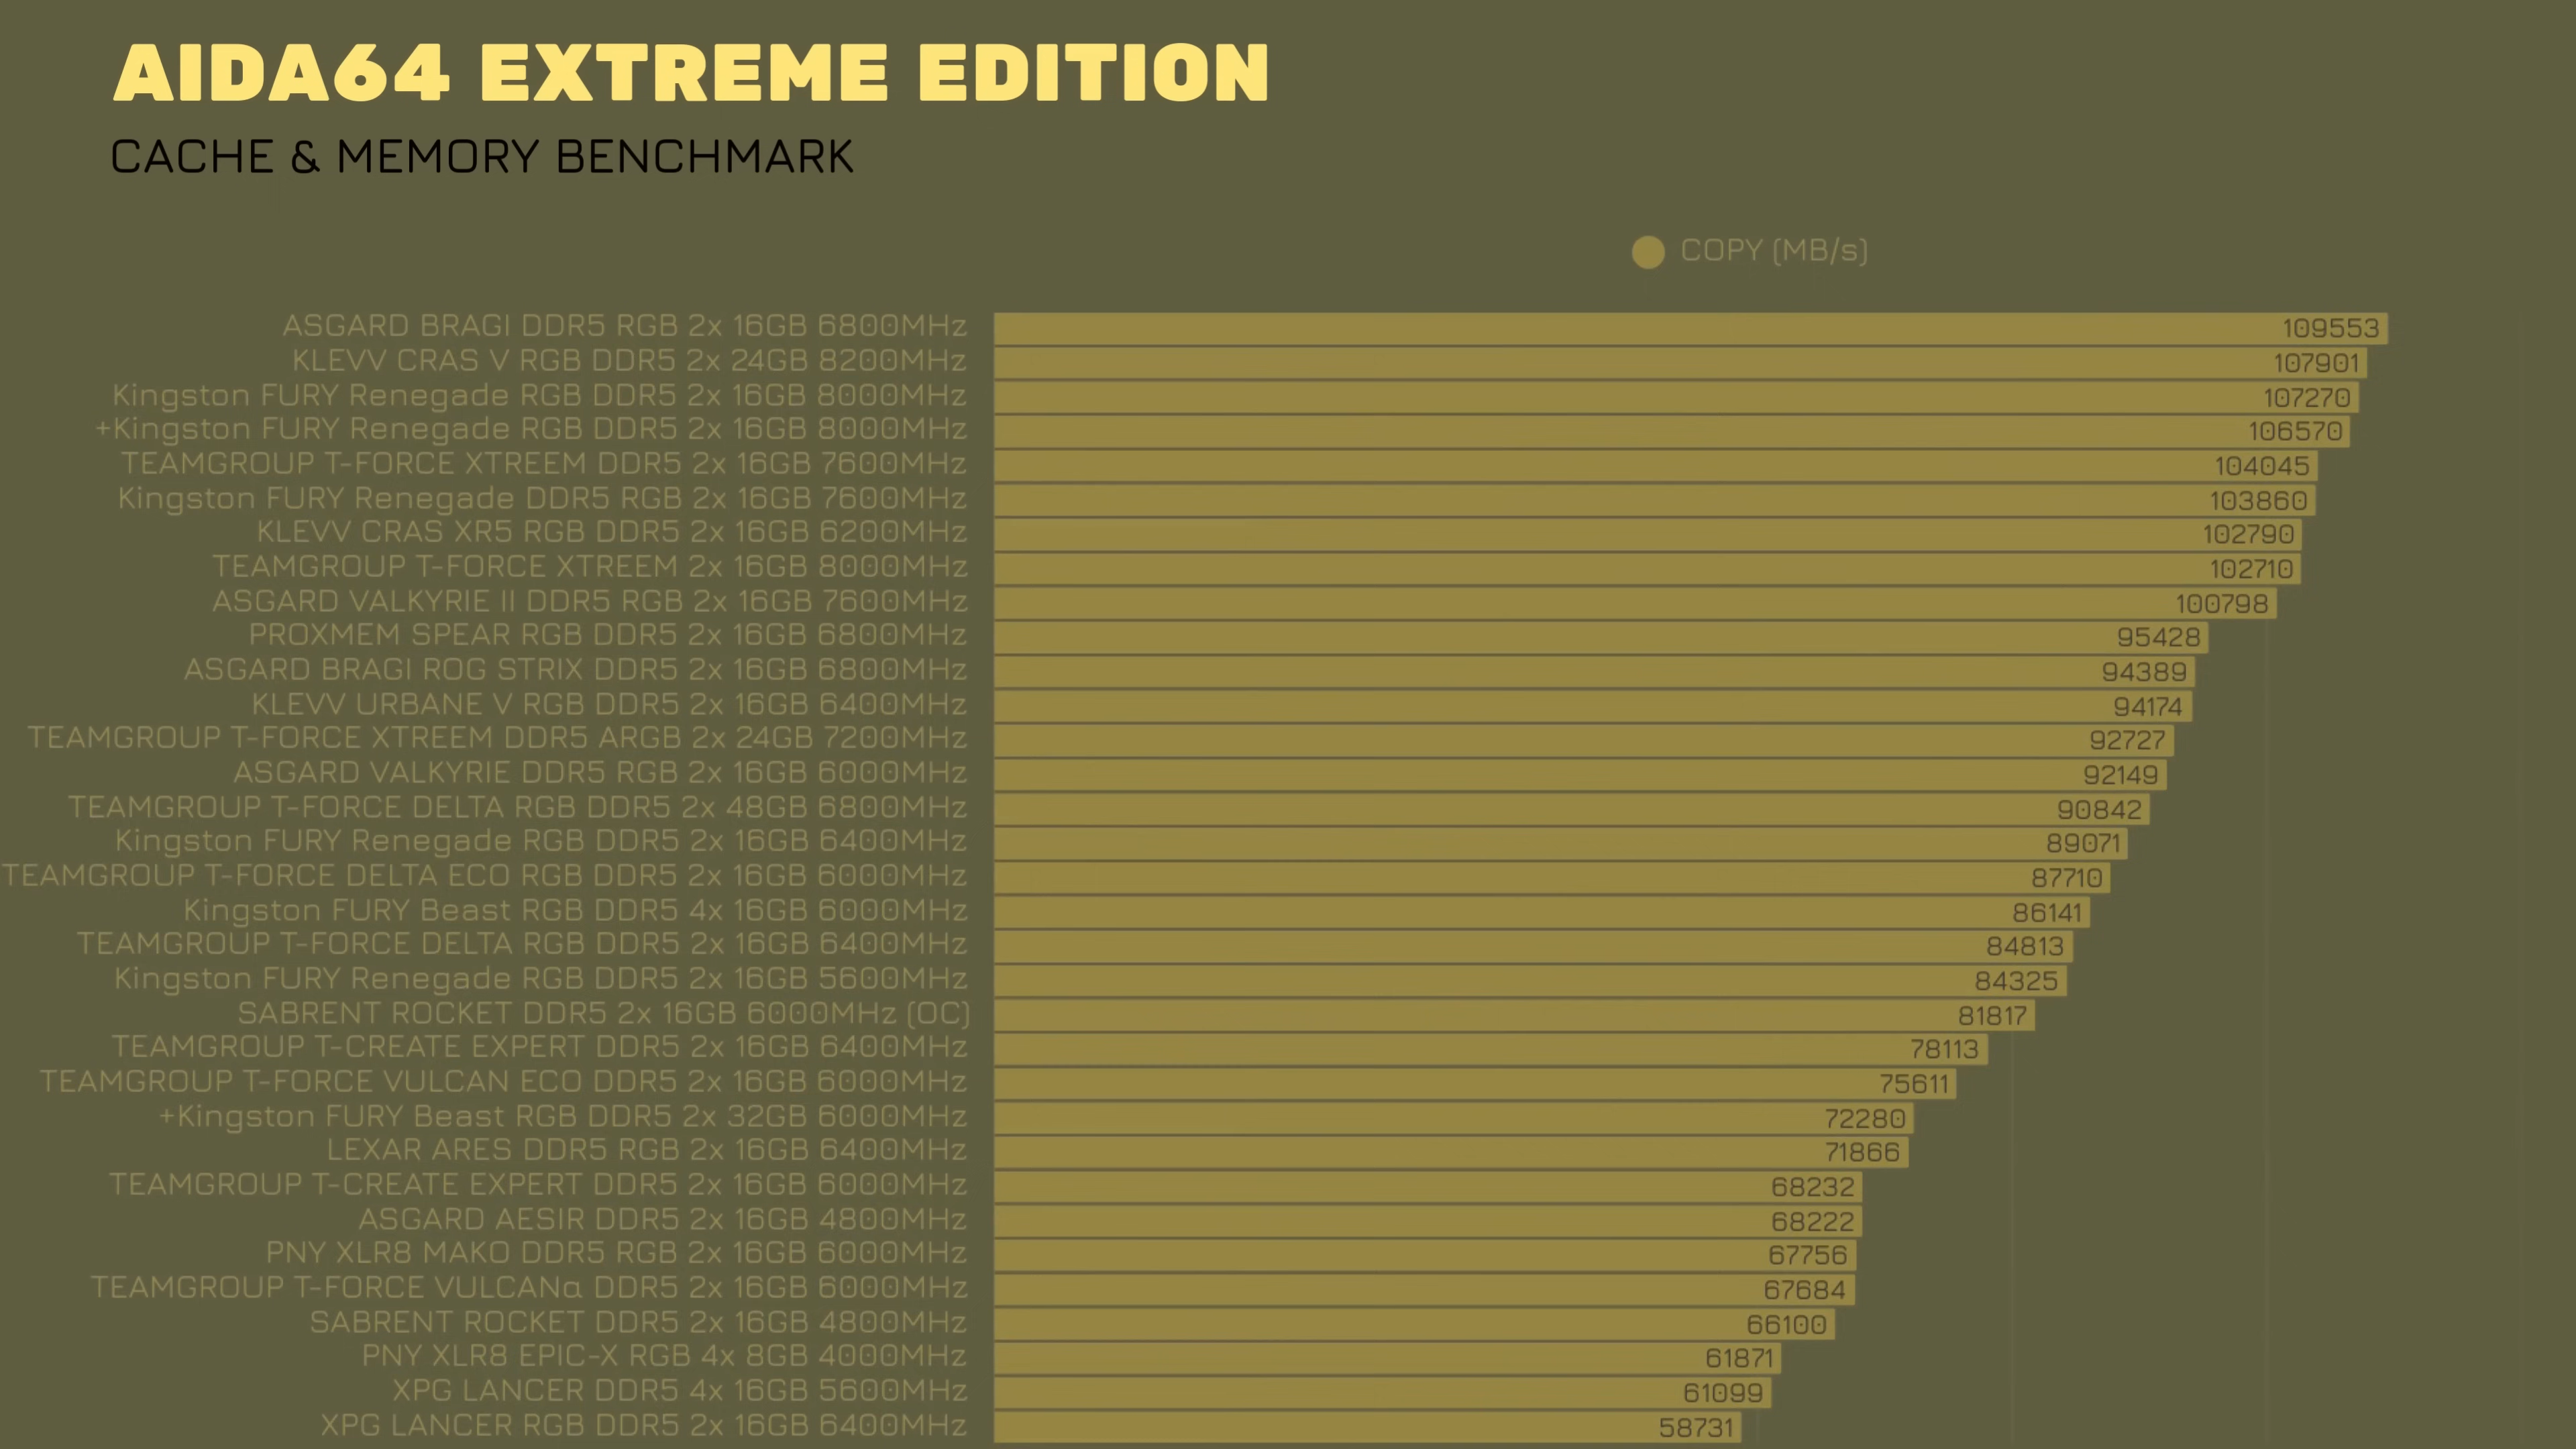 AIDA64 EXTREME EDITION
CACHE & MEMORY BENCHMARK
COPY (MB/s)
ASGARD BRAGI DDR5 RGB 2x 16GB 6800MHz 109553
KLEVV CRAS V RGB DDR5 2x 24GB 8200MHz 107901
Kingston FURY Renegade RGB DDR5 2x 16GB 8000MHz 107270
+Kingston FURY Renegade RGB DDR5 2x 16GB 8000MHz 106570
TEAMGROUP T-FORCE XTREEM DDR5 2x 16GB 7600MHz 104045
Kingston FURY Renegade DDR5 RGB 2x 16GB 7600MHz 103860
KLEVV CRAS XR5 RGB DDR5 2x 16GB 6200MHz 102790
TEAMGROUP T-FORCE XTREEM 2x 16GB 8000MHz 102710
ASGARD VALKYRIE II DDR5 RGB 2x 16GB 7600MHz 100798
PROXMEM SPEAR RGB DDR5 2x 16GB 6800MHz 95428
ASGARD BRAGI ROG STRIX DDR5 2x 16GB 6800MHz 94389
KLEVV URBANE V RGB DDR5 2x 16GB 6400MHz 94174
TEAMGROUP T-FORCE XTREEM DDR5 ARGB 2x 24GB 7200MHz 92727
ASGARD VALKYRIE DDR5 RGB 2x 16GB 6000MHz 92149
TEAMGROUP T-FORCE DELTA RGB DDR5 2x 48GB 6800MHz 90842
Kingston FURY Renegade RGB DDR5 2x 16GB 6400MHz 89071
TEAMGROUP T-FORCE DELTA ECO RGB DDR5 2x 16GB 6000MHz 87710
Kingston FURY Beast RGB DDR5 4x 16GB 6000MHz 86141
TEAMGROUP T-FORCE DELTA RGB DDR5 2x 16GB 6400MHz 84813
Kingston FURY Renegade RGB DDR5 2x 16GB 5600MHz 84325
SABRENT ROCKET DDR5 2x 16GB 6000MHz (OC) 81817
TEAMGROUP T-CREATE EXPERT DDR5 2x 16GB 6400MHz 78113
TEAMGROUP T-FORCE VULCAN ECO DDR5 2x 16GB 6000MHz 75611
+Kingston FURY Beast RGB DDR5 2x 32GB 6000MHz 72280
LEXAR ARES DDR5 RGB 2x 16GB 6400MHz 71866
TEAMGROUP T-CREATE EXPERT DDR5 2x 16GB 6000MHz 68232
ASGARD AESIR DDR5 2x 16GB 4800MHz 68222
PNY XLR8 MAKO DDR5 RGB 2x 16GB 6000MHz 67756
TEAMGROUP T-FORCE VULCANα DDR5 2x 16GB 6000MHz 67684
SABRENT ROCKET DDR5 2x 16GB 4800MHz 66100
PNY XLR8 EPIC-X RGB 4x 8GB 4000MHz 61871
XPG LANCER DDR5 4x 16GB 5600MHz 61099
XPG LANCER RGB DDR5 2x 16GB 6400MHz 58731